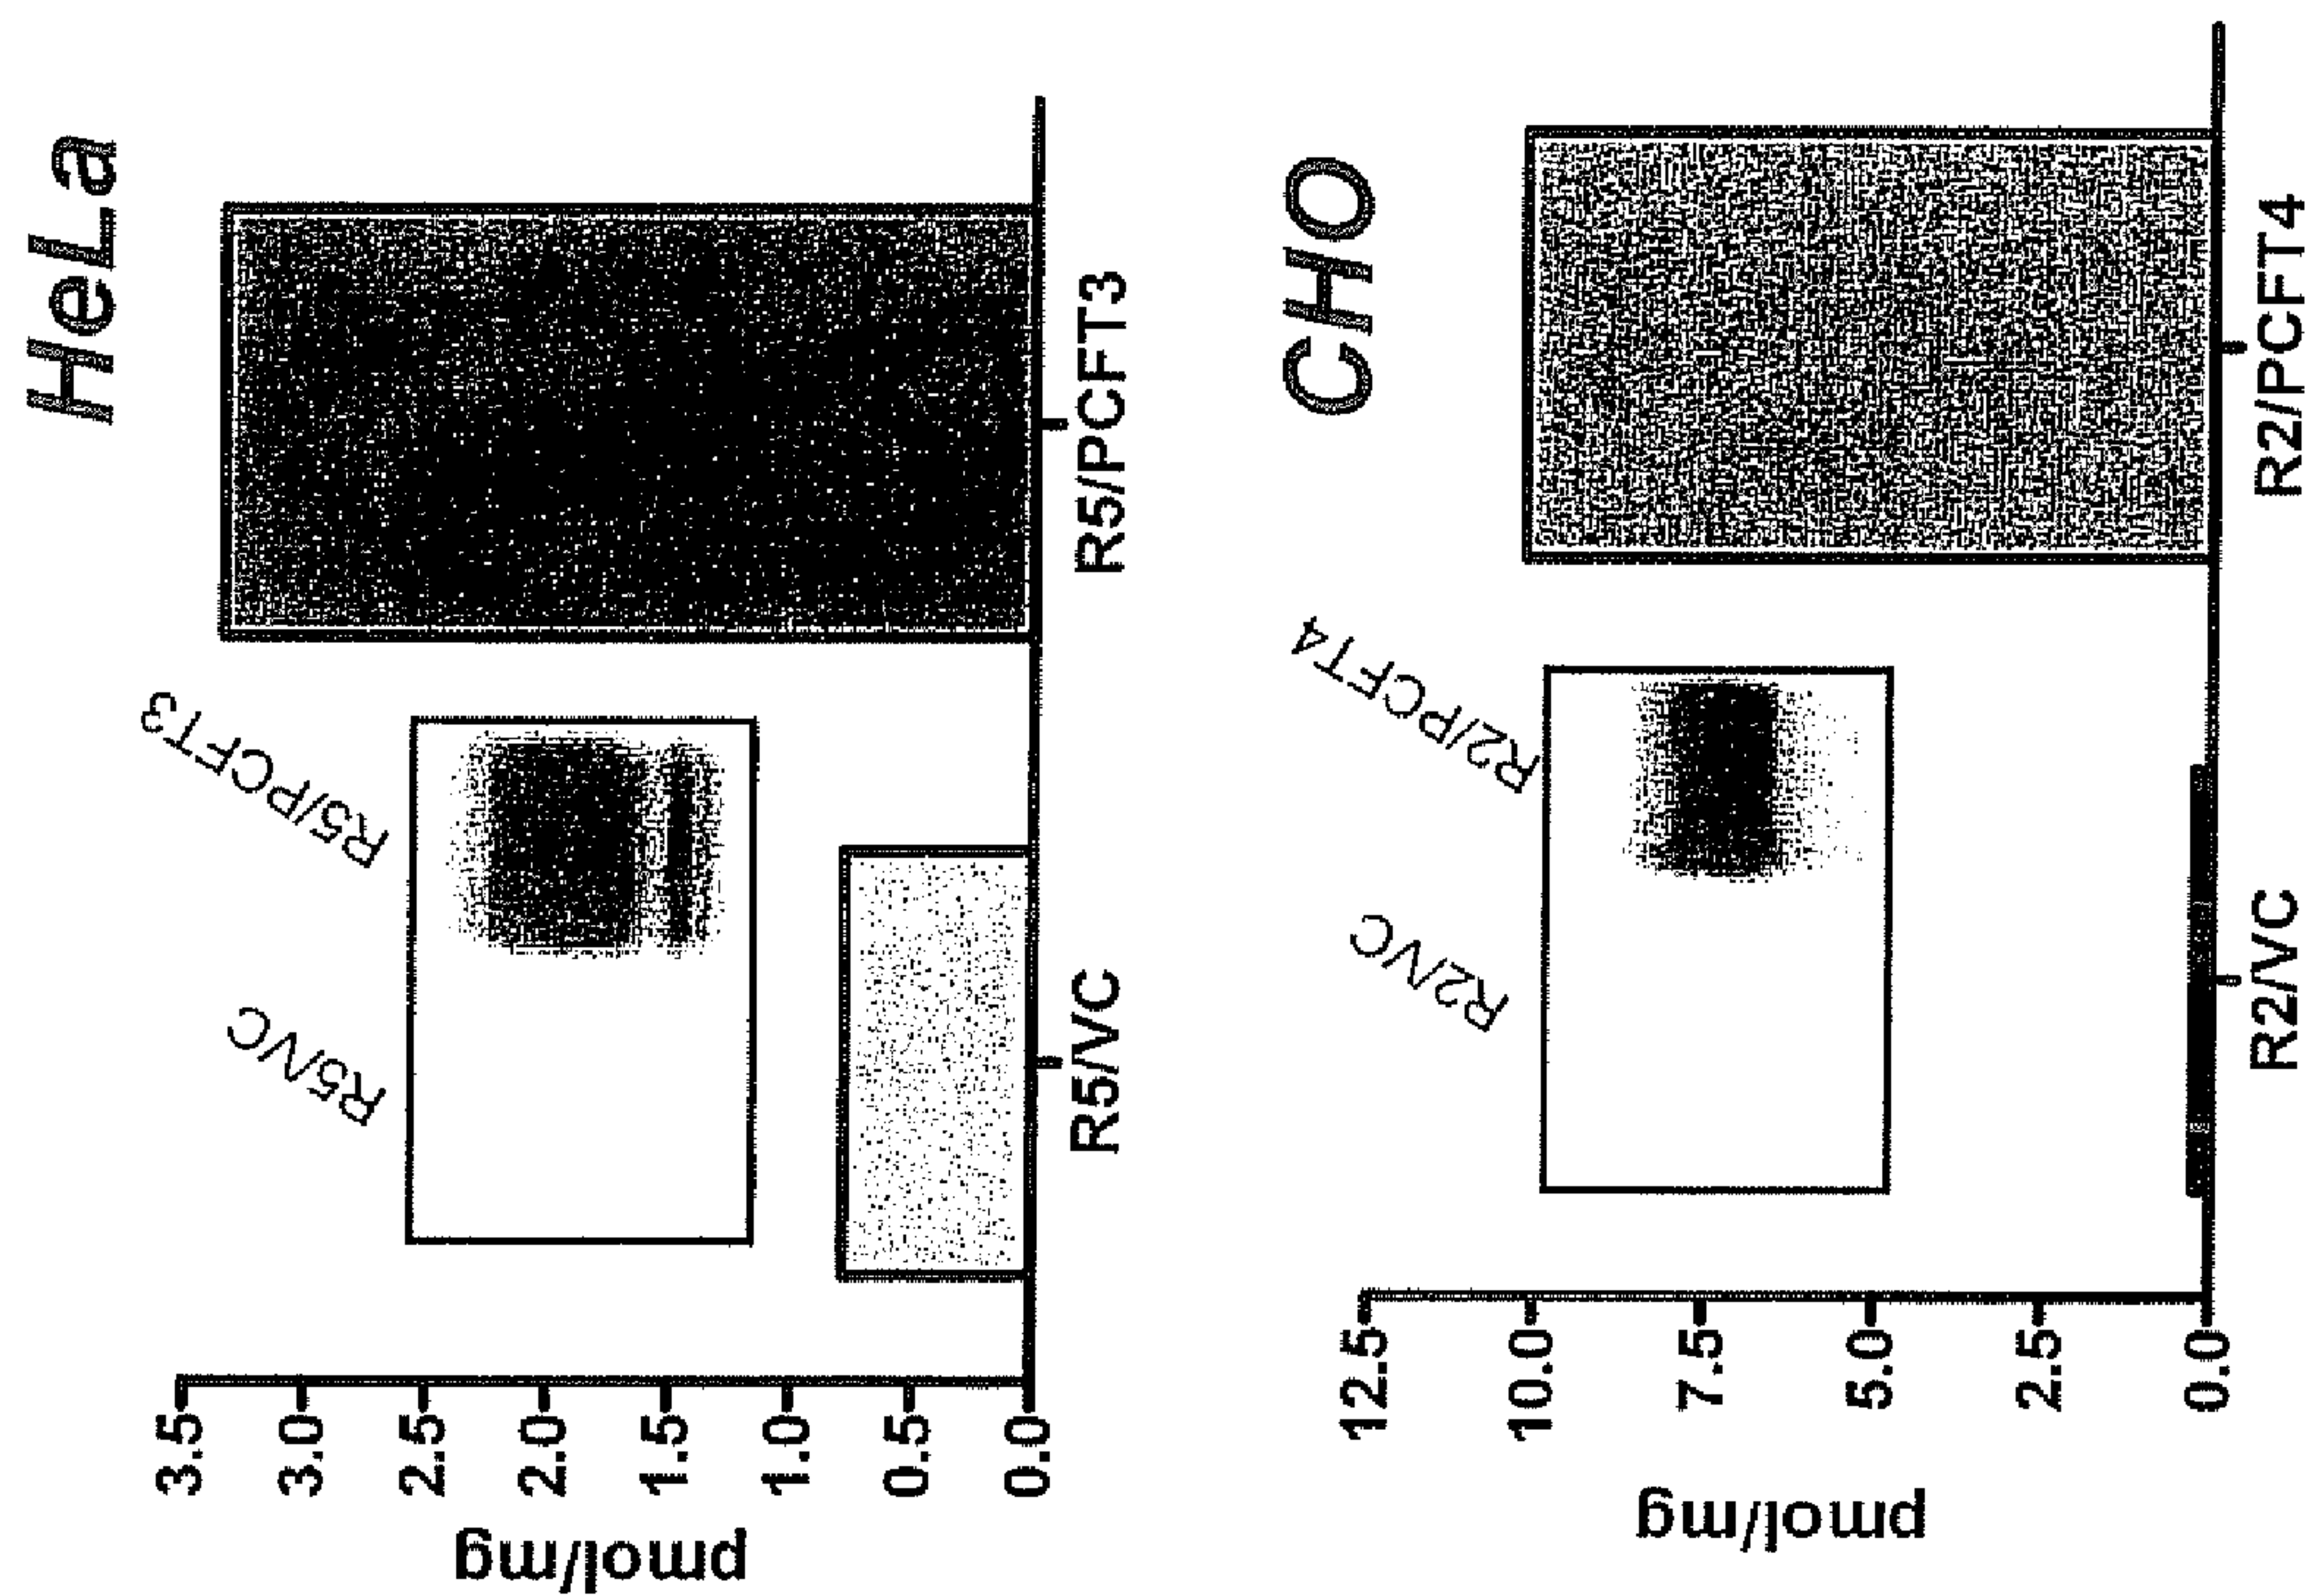 HeLa
3.5
3.0
2.5
2.0
1.5
1.0
0.5
0.0
pmol/mg
R5/VC
R5/PCFT3
R5/VC
R5/PCFT3
CHO
12.5
10.0
7.5
5.0
2.5
0.0
pmol/mg
R2/VC
R2/PCFT4
R2/VC
R2/PCFT4